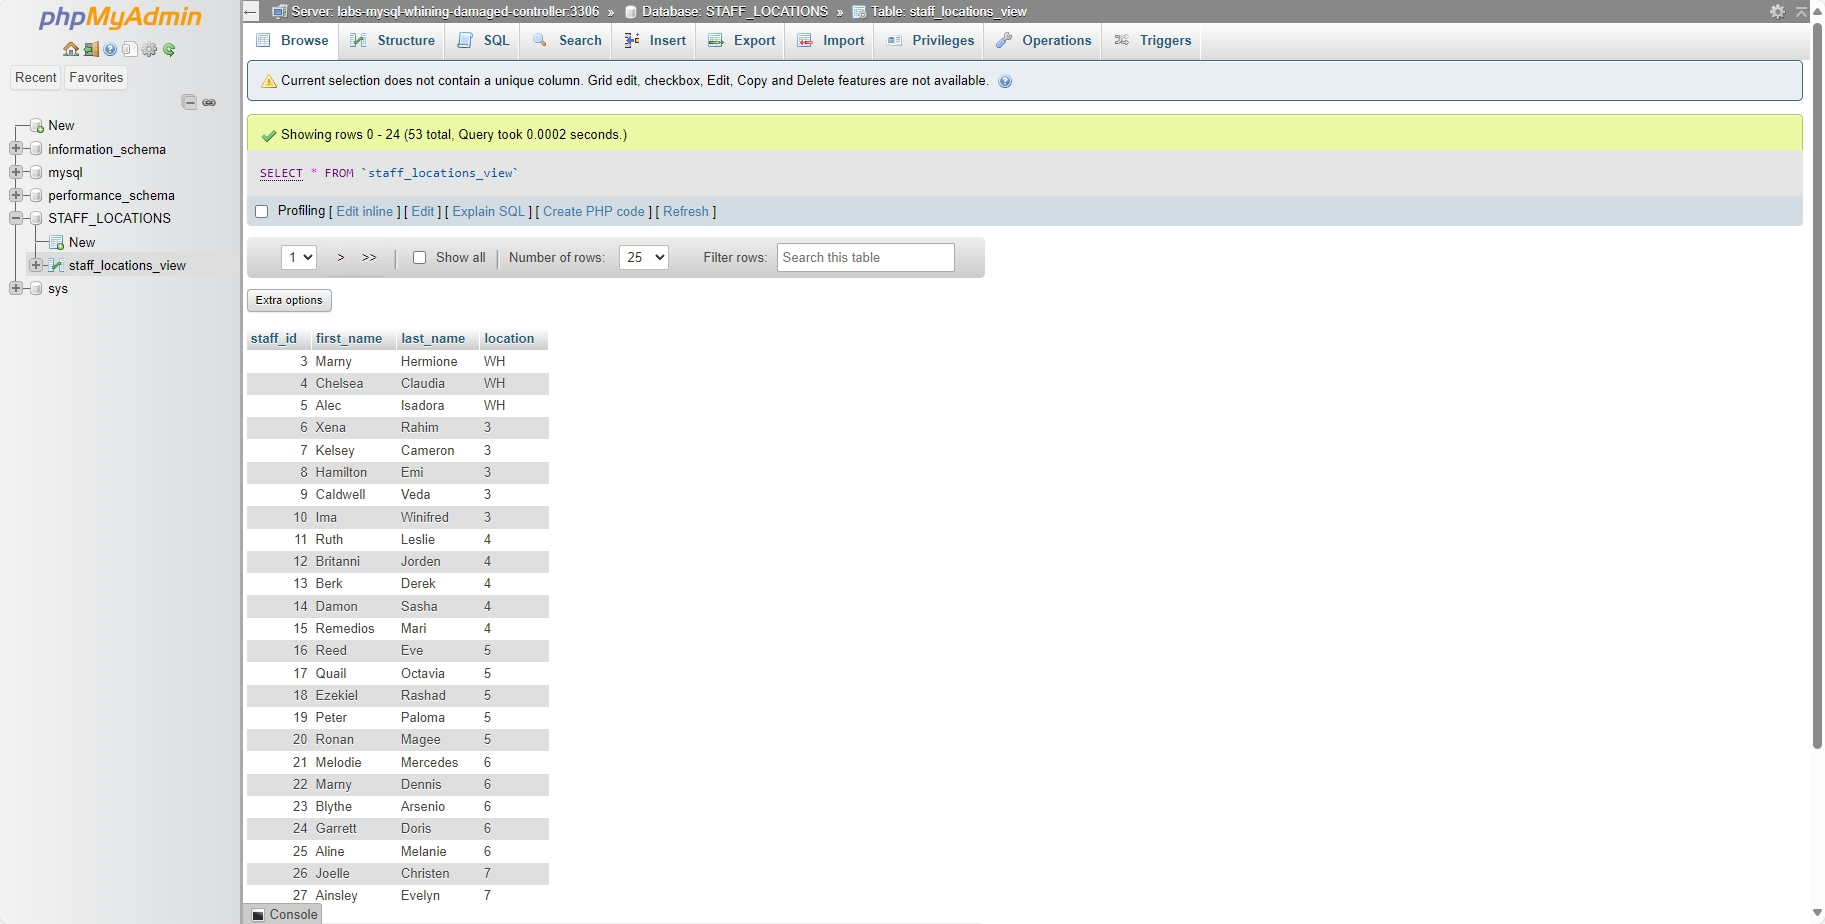 phpMyAdmin
Recent Favorites
New
information_schema
mysql
performance_schema
STAFF_LOCATIONS
New
staff_locations_view
sys
Server: labs-mysql-whining-damaged-controller:3306 » Database: STAFF_LOCATIONS » Table: staff_locations_view
Browse Structure SQL Search Insert Export Import Privileges Operations Triggers
Current selection does not contain a unique column. Grid edit, checkbox, Edit, Copy and Delete features are not available.
Showing rows 0 - 24 (53 total, Query took 0.0002 seconds.)
SELECT * FROM `staff_locations_view`
Profiling [ Edit inline ] [ Edit ] [ Explain SQL ] [ Create PHP code ] [ Refresh ]
1 > >> | Show all | Number of rows: 25 Filter rows: Search this table
Extra options
staff_id first_name last_name location
3 Marny Hermione WH
4 Chelsea Claudia WH
5 Alec Isadora WH
6 Xena Rahim 3
7 Kelsey Cameron 3
8 Hamilton Emi 3
9 Caldwell Veda 3
10 Ima Winifred 3
11 Ruth Leslie 4
12 Britanni Jorden 4
13 Berk Derek 4
14 Damon Sasha 4
15 Remedios Mari 4
16 Reed Eve 5
17 Quail Octavia 5
18 Ezekiel Rashad 5
19 Peter Paloma 5
20 Ronan Magee 5
21 Melodie Mercedes 6
22 Marny Dennis 6
23 Blythe Arsenio 6
24 Garrett Doris 6
25 Aline Melanie 6
26 Joelle Christen 7
27 Ainsley Evelyn 7
Console